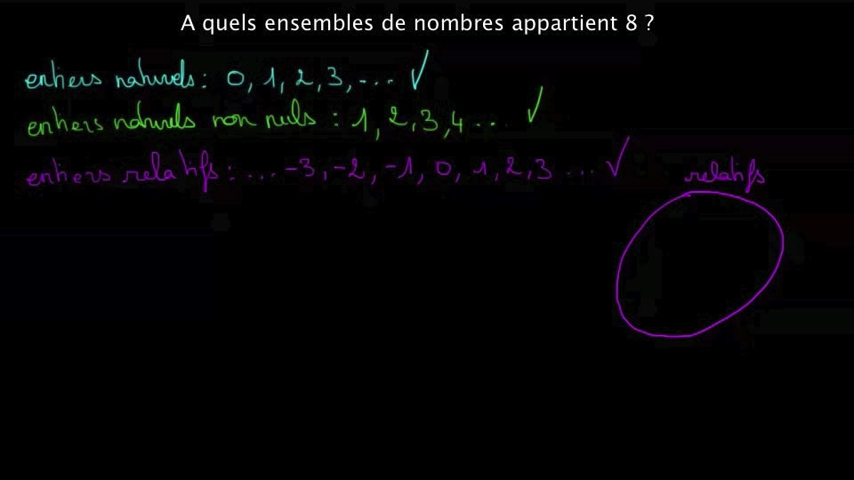 A quels ensembles de nombres appartient 8 ?
entiers naturels : 0, 1, 2, 3, ... ✓
entiers naturels non nuls : 1, 2, 3, 4 ... ✓
entiers relatifs : ... -3, -2, -1, 0, 1, 2, 3 ... ✓
relatifs